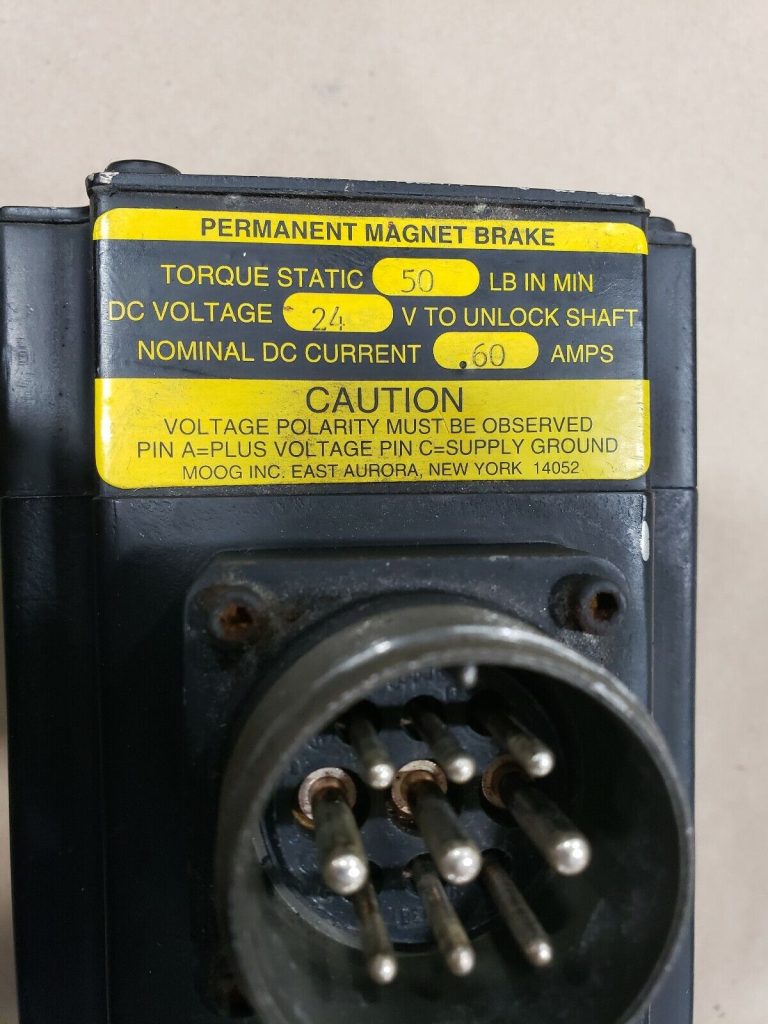 PERMANENT MAGNET BRAKE
TORQUE STATIC 50 LB IN MIN
DC VOLTAGE 24 V TO UNLOCK SHAFT
NOMINAL DC CURRENT .60 AMPS
CAUTION
VOLTAGE POLARITY MUST BE OBSERVED
PIN A=PLUS VOLTAGE PIN C=SUPPLY GROUND
MOOG INC. EAST AURORA, NEW YORK 14052